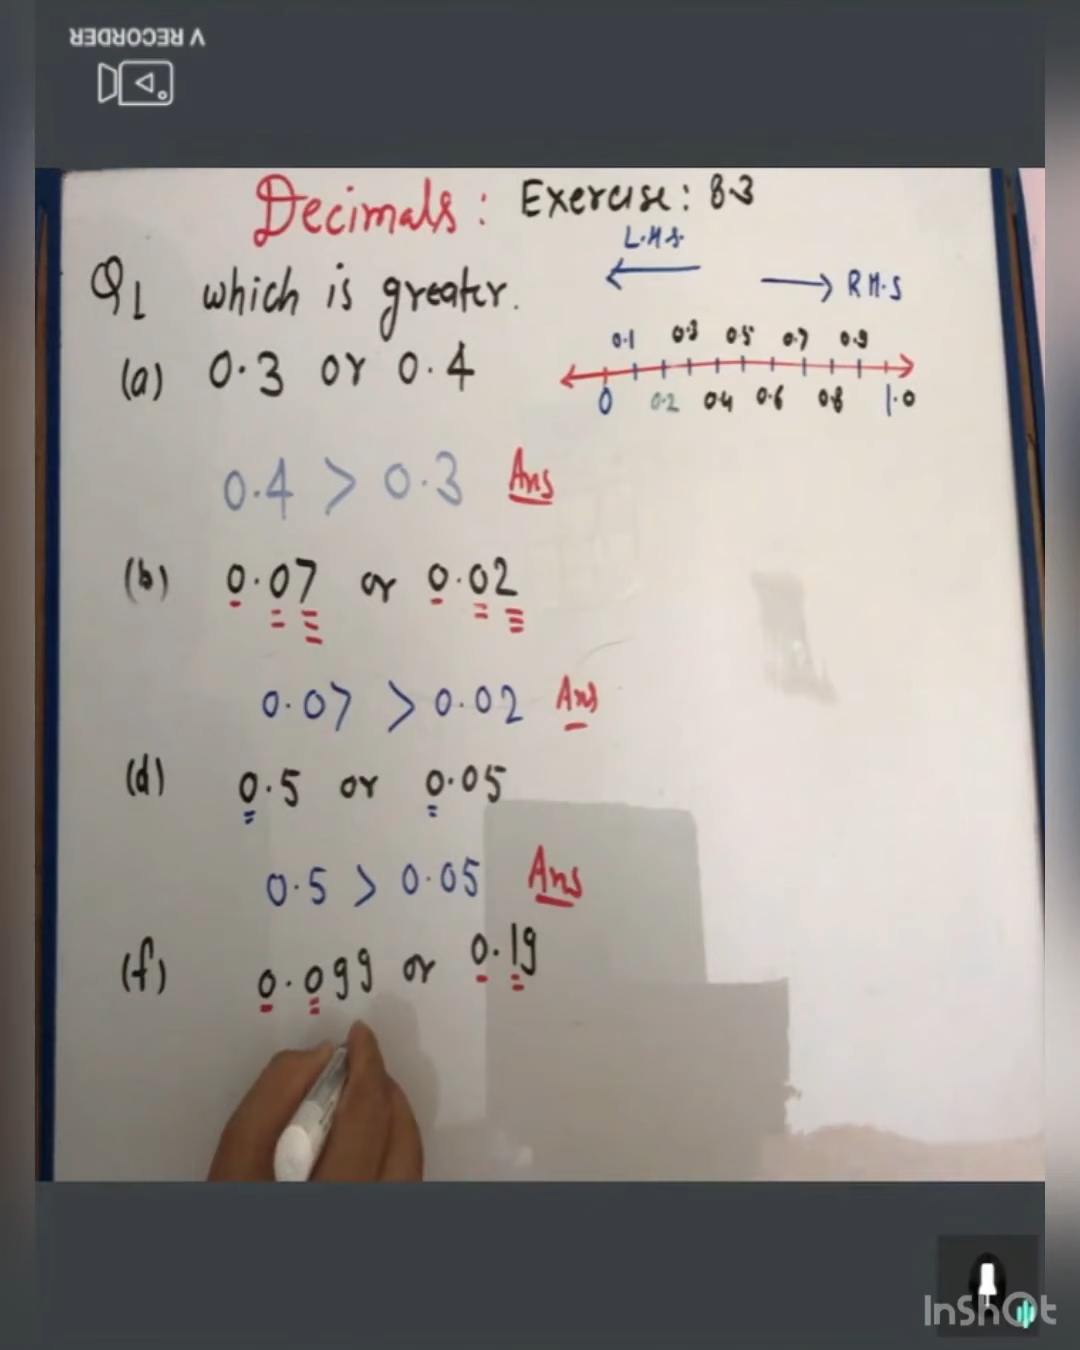 V RECORDER
Decimals: Exercise: 8.3
L.H.S.
R.H.S
Q1 which is greater.
0.1 0.3 0.5 0.7 0.9
0 0.2 0.4 0.6 0.8 1.0
(a) 0.3 or 0.4
0.4 > 0.3 Ans
(b) 0.07 or 0.02
0.07 > 0.02 Ans
(d) 0.5 or 0.05
0.5 > 0.05 Ans
(f) 0.099 or 0.19
InShOt